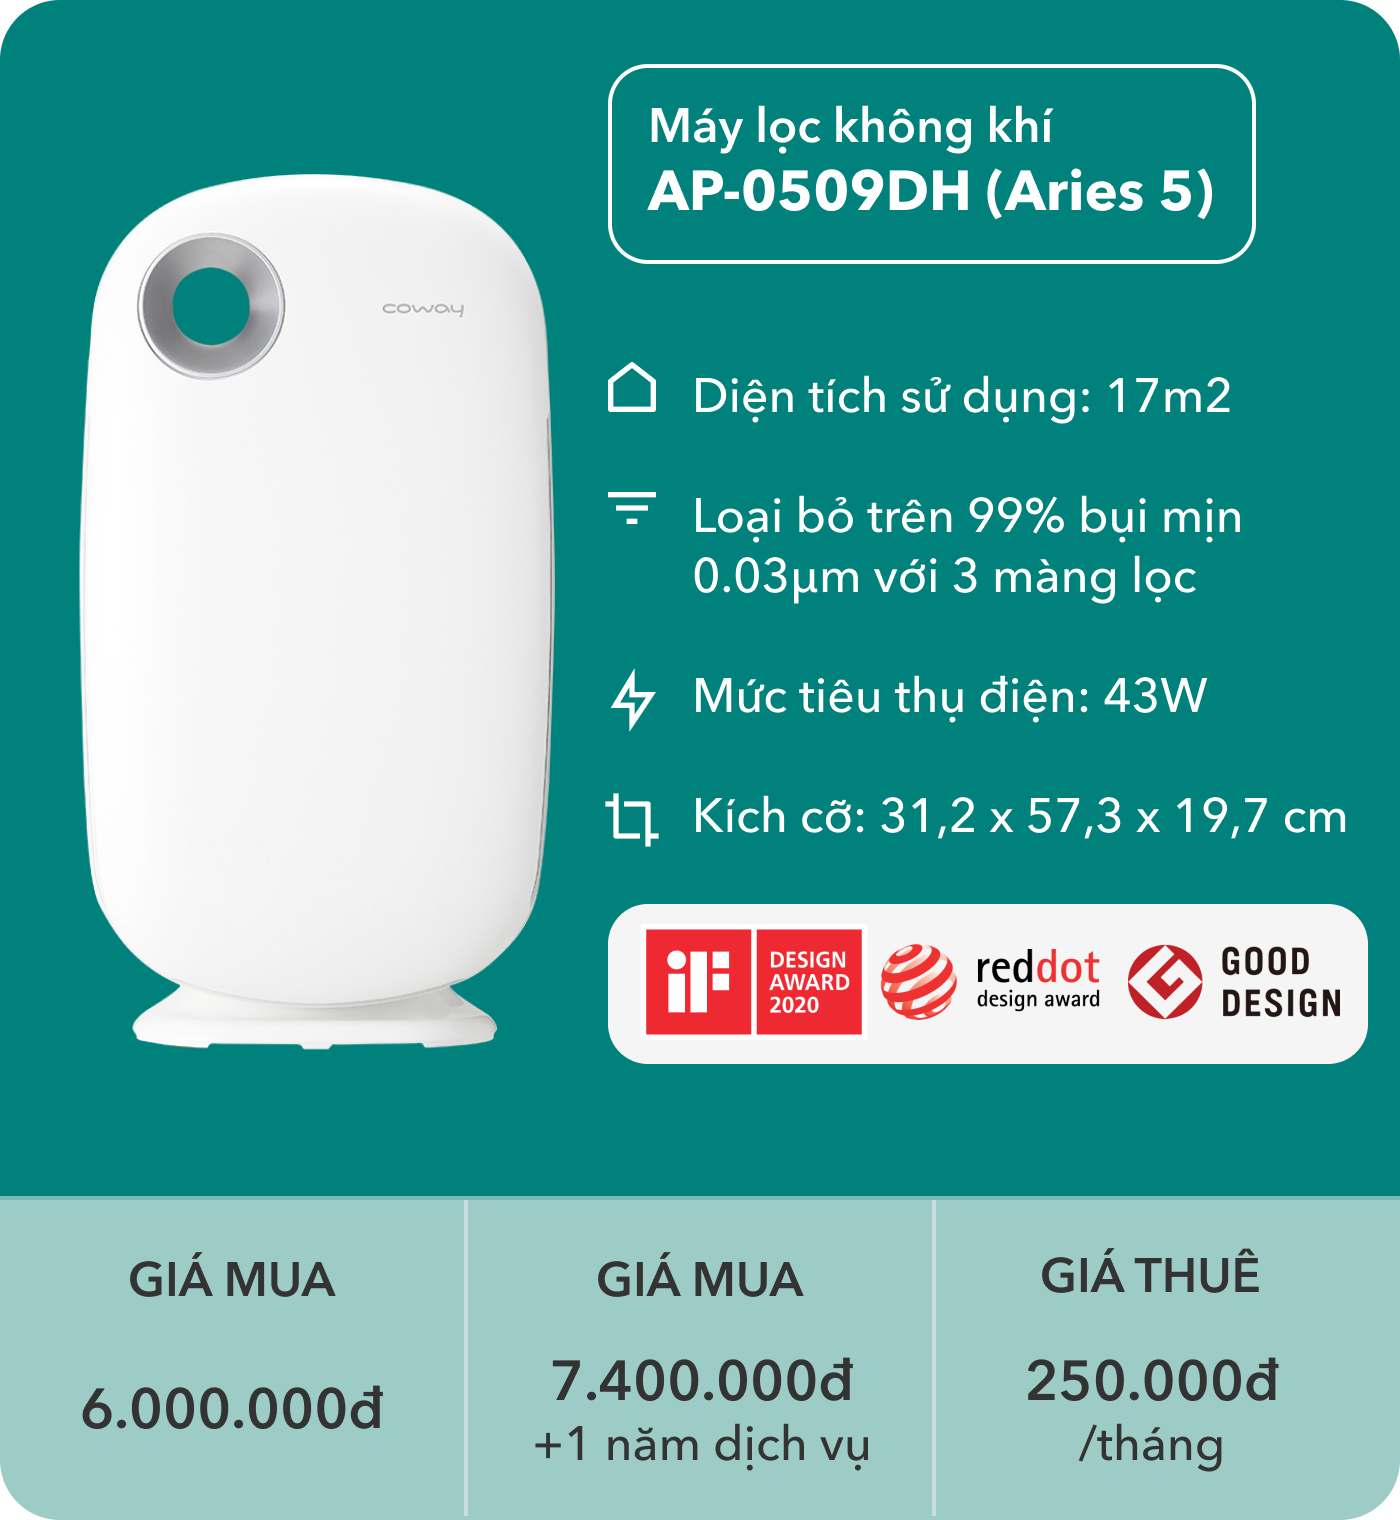 Máy lọc không khí
AP-0509DH (Aries 5)
coway
Diện tích sử dụng: 17m2
Loại bỏ trên 99% bụi mịn
0.03µm với 3 màng lọc
Mức tiêu thụ điện: 43W
Kích cỡ: 31,2 x 57,3 x 19,7 cm
iF
DESIGN
AWARD
2020
reddot
design award
GOOD
DESIGN
GIÁ MUA
6.000.000đ
GIÁ MUA
7.400.000đ
+1 năm dịch vụ
GIÁ THUÊ
250.000đ
/tháng